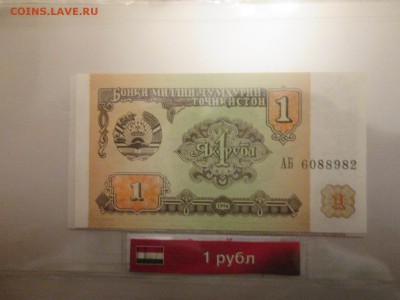 COINS.LAVE.RU
БОНКИ МИЛЛИИ ҶУМҲУРИИ
ТОҶИКИСТОН
1
Як рубл
АБ 6088982
1
1994
1
1 рубл